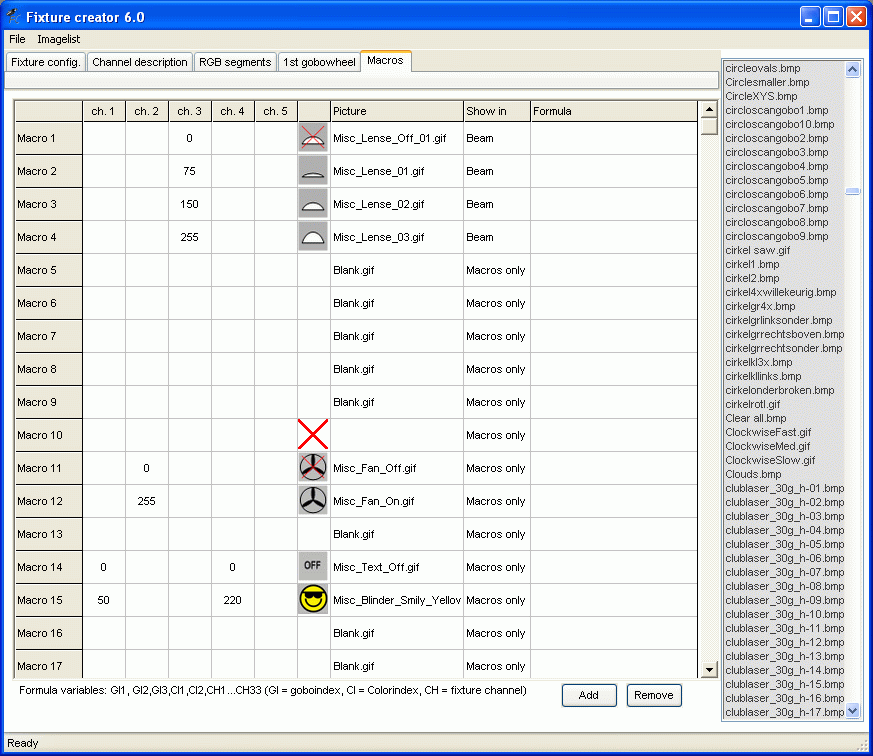 Fixture creator 6.0
File Imagelist
Fixture config. Channel description RGB segments 1st gobowheel Macros
ch. 1 ch. 2 ch. 3 ch. 4 ch. 5 Picture Show in Formula
Macro 1 0 Misc_Lense_Off_01.gif Beam
Macro 2 75 Misc_Lense_01.gif Beam
Macro 3 150 Misc_Lense_02.gif Beam
Macro 4 255 Misc_Lense_03.gif Beam
Macro 5 Blank.gif Macros only
Macro 6 Blank.gif Macros only
Macro 7 Blank.gif Macros only
Macro 8 Blank.gif Macros only
Macro 9 Blank.gif Macros only
Macro 10 Macros only
Macro 11 0 Misc_Fan_Off.gif Macros only
Macro 12 255 Misc_Fan_On.gif Macros only
Macro 13 Blank.gif Macros only
Macro 14 0 0 OFF Misc_Text_Off.gif Macros only
Macro 15 50 220 Misc_Blinder_Smily_Yellov Macros only
Macro 16 Blank.gif Macros only
Macro 17 Blank.gif Macros only
Formula variables: GI1, GI2,GI3,CI1,CI2,CH1...CH33 (GI = goboindex, CI = Colorindex, CH = fixture channel)
Add Remove
circleovals.bmp
Circlesmaller.bmp
CircleXYS.bmp
circloscangobo1.bmp
circloscangobo10.bmp
circloscangobo2.bmp
circloscangobo3.bmp
circloscangobo4.bmp
circloscangobo5.bmp
circloscangobo6.bmp
circloscangobo7.bmp
circloscangobo8.bmp
circloscangobo9.bmp
cirkel saw.gif
cirkel1.bmp
cirkel2.bmp
cirkel4xwillekeurig.bmp
cirkelgr4x.bmp
cirkelgrlinksonder.bmp
cirkelgrrechtsboven.bmp
cirkelgrrechtsonder.bmp
cirkelkl3x.bmp
cirkelkllinks.bmp
cirkelonderbroken.bmp
cirkelrotl.gif
Clear all.bmp
ClockwiseFast.gif
ClockwiseMed.gif
ClockwiseSlow.gif
Clouds.bmp
clublaser_30g_h-01.bmp
clublaser_30g_h-02.bmp
clublaser_30g_h-03.bmp
clublaser_30g_h-04.bmp
clublaser_30g_h-05.bmp
clublaser_30g_h-06.bmp
clublaser_30g_h-07.bmp
clublaser_30g_h-08.bmp
clublaser_30g_h-09.bmp
clublaser_30g_h-10.bmp
clublaser_30g_h-11.bmp
clublaser_30g_h-12.bmp
clublaser_30g_h-13.bmp
clublaser_30g_h-14.bmp
clublaser_30g_h-15.bmp
clublaser_30g_h-16.bmp
clublaser_30g_h-17.bmp
Ready